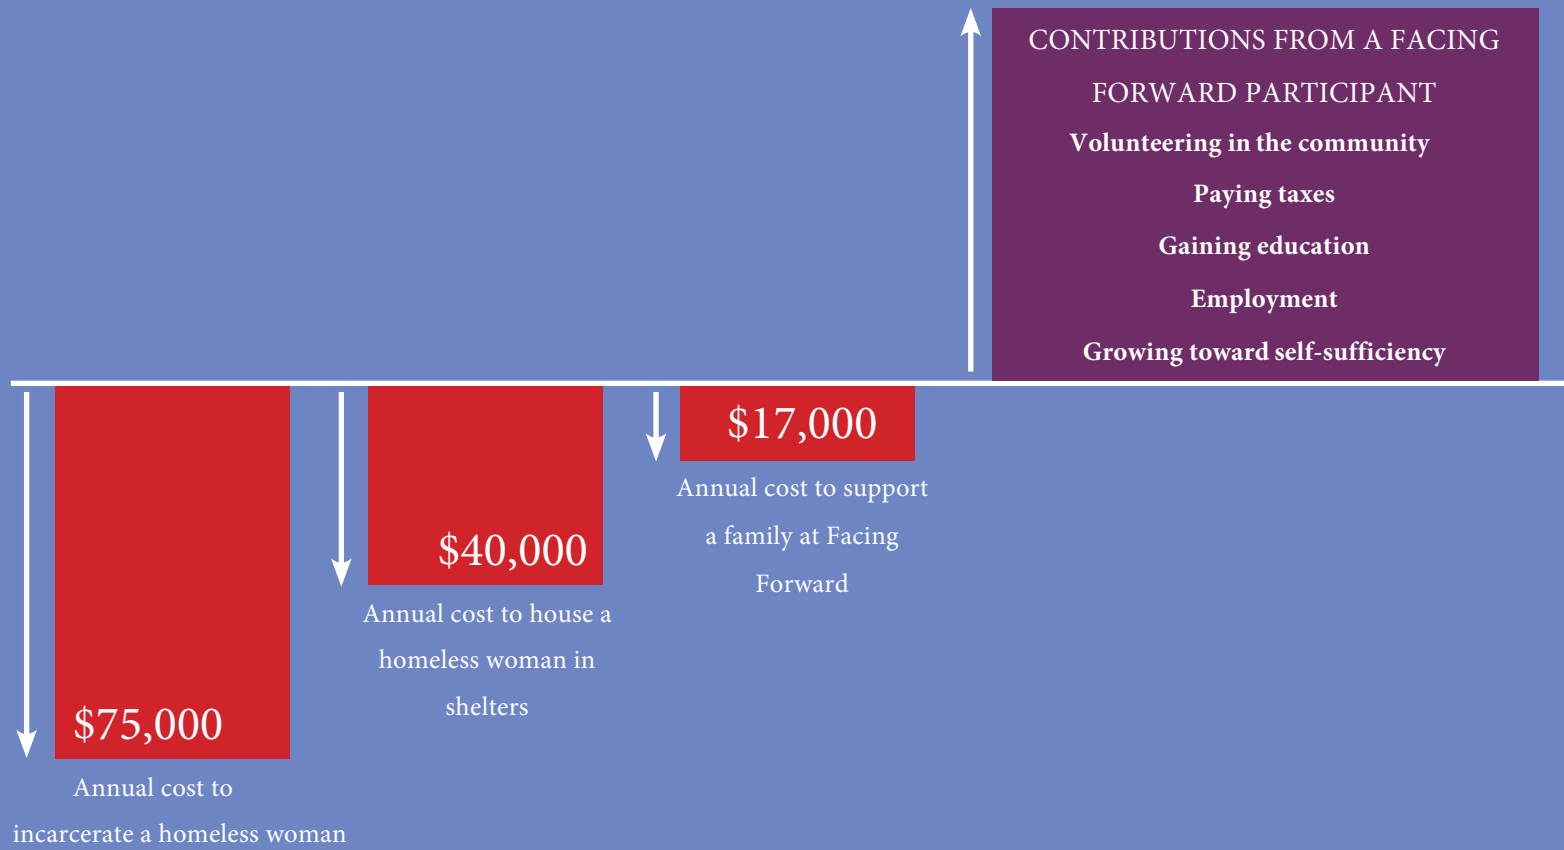 CONTRIBUTIONS FROM A FACING
FORWARD PARTICIPANT
Volunteering in the community
Paying taxes
Gaining education
Employment
Growing toward self-sufficiency
$75,000
Annual cost to
incarcerate a homeless woman
$40,000
Annual cost to house a
homeless woman in
shelters
$17,000
Annual cost to support
a family at Facing
Forward